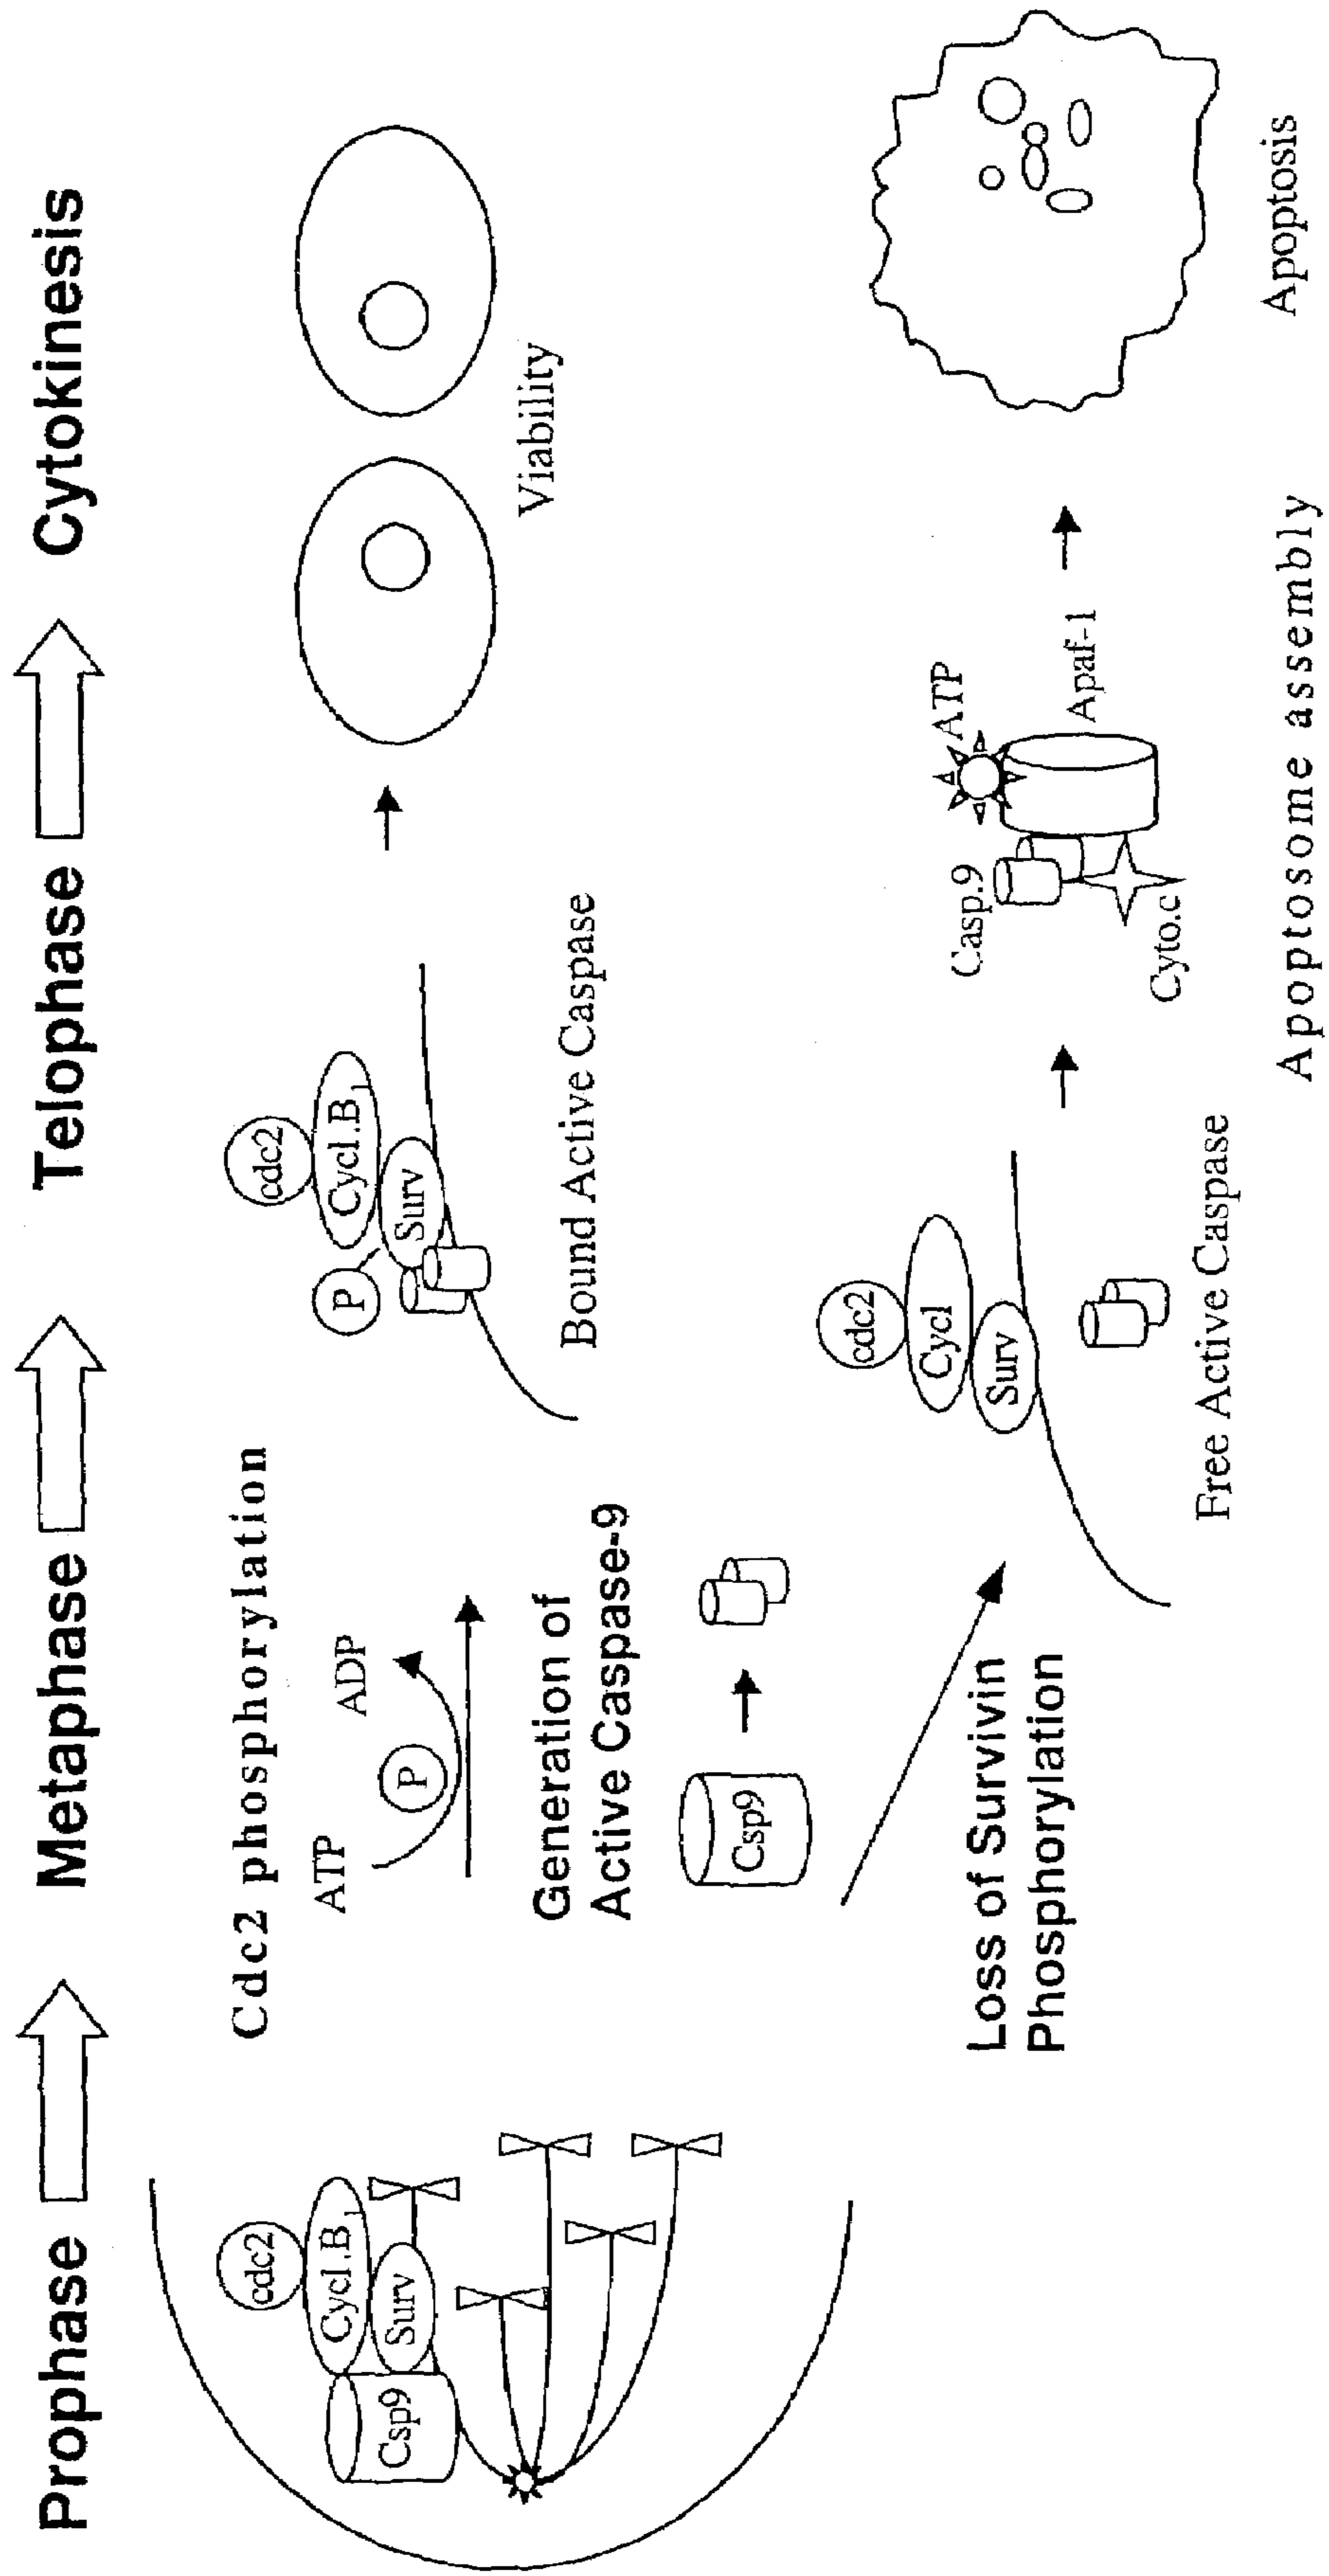 Prophase
Metaphase
Telophase
Cytokinesis
cdc2
Cycl.B1
Surv
Csp9
Cdc2 phosphorylation
ATP
P
ADP
Generation of
Active Caspase-9
Csp9
Loss of Survivin
Phosphorylation
cdc2
Cycl.B1
P
Surv
Bound Active Caspase
Viability
cdc2
Cycl
Surv
Free Active Caspase
Casp.9
ATP
Cyto.c
Apaf-1
Apoptosome assembly
Apoptosis